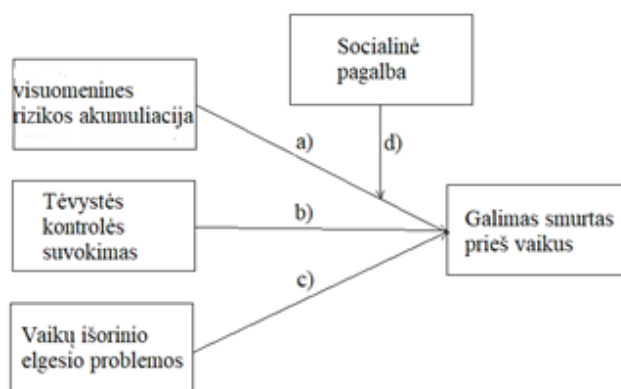 Socialinė
pagalba
visuomenines
rizikos akumuliacija
a)
d)
Tėvystės
kontrolės
suvokimas
b)
Galimas smurtas
prieš vaikus
c)
Vaikų išorinio
elgesio problemos